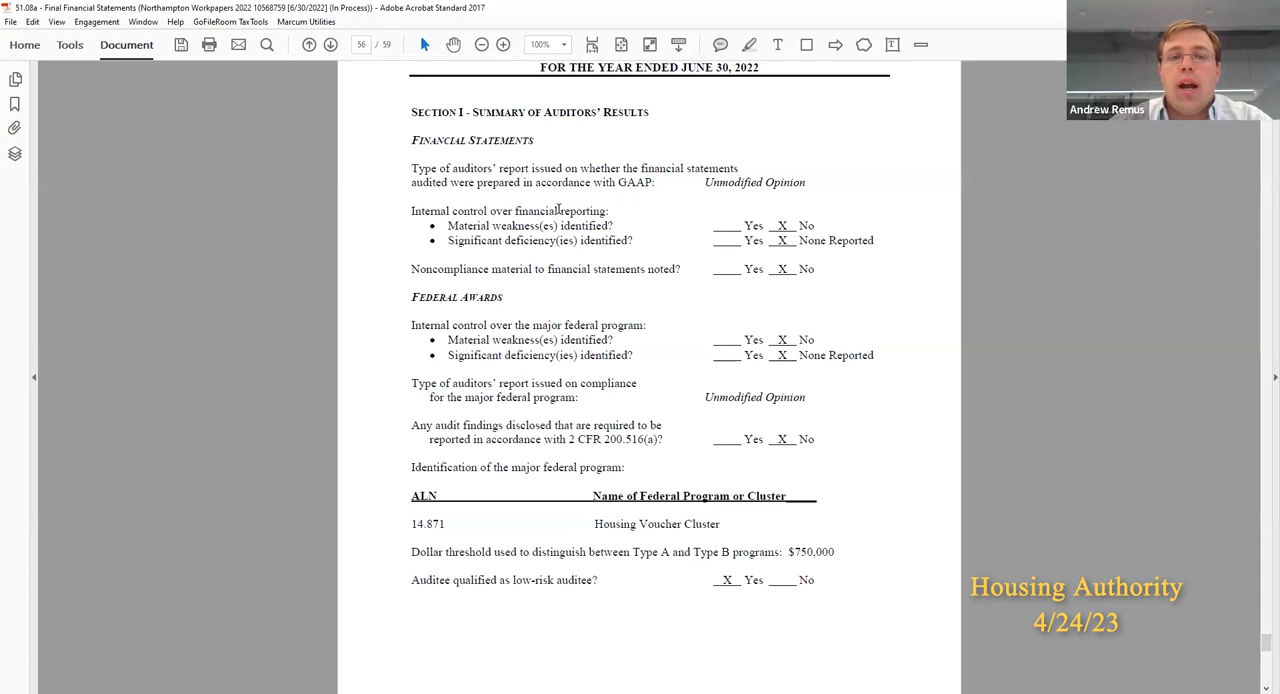 51.08a - Final Financial Statements (Northampton Workpapers 2022 10568759 [6/30/2022] (In Process)) - Adobe Acrobat Standard 2017
File Edit View Engagement Window Help GoFileRoom TaxTools Marcum Utilities
Home Tools Document 56 / 59 100%
Andrew Remus
FOR THE YEAR ENDED JUNE 30, 2022
SECTION I - SUMMARY OF AUDITORS' RESULTS
FINANCIAL STATEMENTS
Type of auditors' report issued on whether the financial statements
audited were prepared in accordance with GAAP: Unmodified Opinion
Internal control over financial reporting:
• Material weakness(es) identified? ____ Yes _X_ No
• Significant deficiency(ies) identified? ____ Yes _X_ None Reported
Noncompliance material to financial statements noted? ____ Yes _X_ No
FEDERAL AWARDS
Internal control over the major federal program:
• Material weakness(es) identified? ____ Yes _X_ No
• Significant deficiency(ies) identified? ____ Yes _X_ None Reported
Type of auditors' report issued on compliance
for the major federal program: Unmodified Opinion
Any audit findings disclosed that are required to be
reported in accordance with 2 CFR 200.516(a)? ____ Yes _X_ No
Identification of the major federal program:
ALN Name of Federal Program or Cluster
14.871 Housing Voucher Cluster
Dollar threshold used to distinguish between Type A and Type B programs: $750,000
Auditee qualified as low-risk auditee? _X_ Yes ____ No
Housing Authority
4/24/23